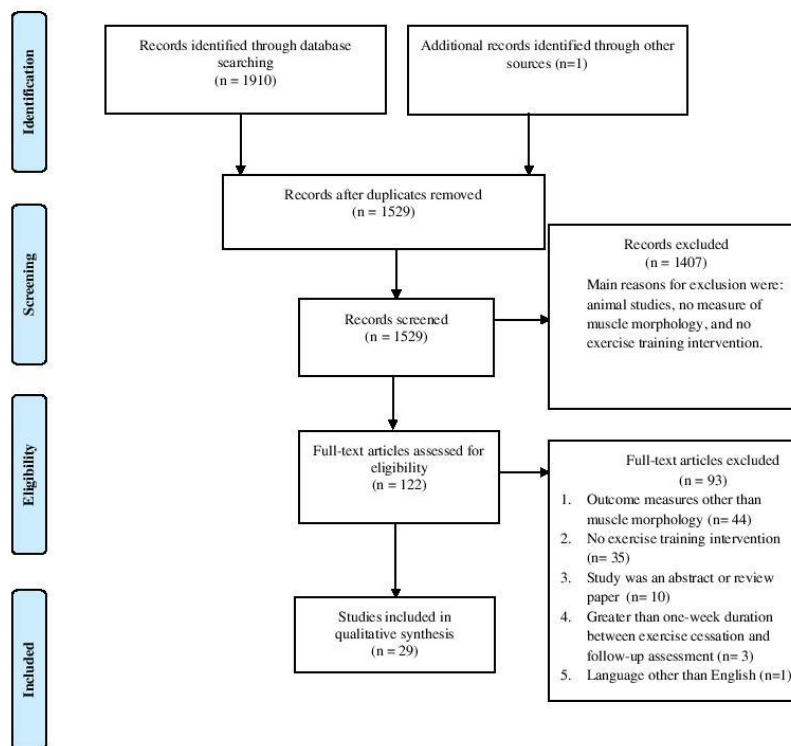 Identification
Records identified through database
searching
(n = 1910)
Additional records identified through other
sources (n=1)
Records after duplicates removed
(n = 1529)
Screening
Records screened
(n = 1529)
Records excluded
(n = 1407)
Main reasons for exclusion were:
animal studies, no measure of
muscle morphology, and no
exercise training intervention.
Eligibility
Full-text articles assessed for
eligibility
(n = 122)
Full-text articles excluded
(n = 93)
1. Outcome measures other than
muscle morphology (n= 44)
2. No exercise training intervention
(n= 35)
3. Study was an abstract or review
paper (n= 10)
4. Greater than one-week duration
between exercise cessation and
follow-up assessment (n= 3)
5. Language other than English (n=1)
Included
Studies included in
qualitative synthesis
(n = 29)